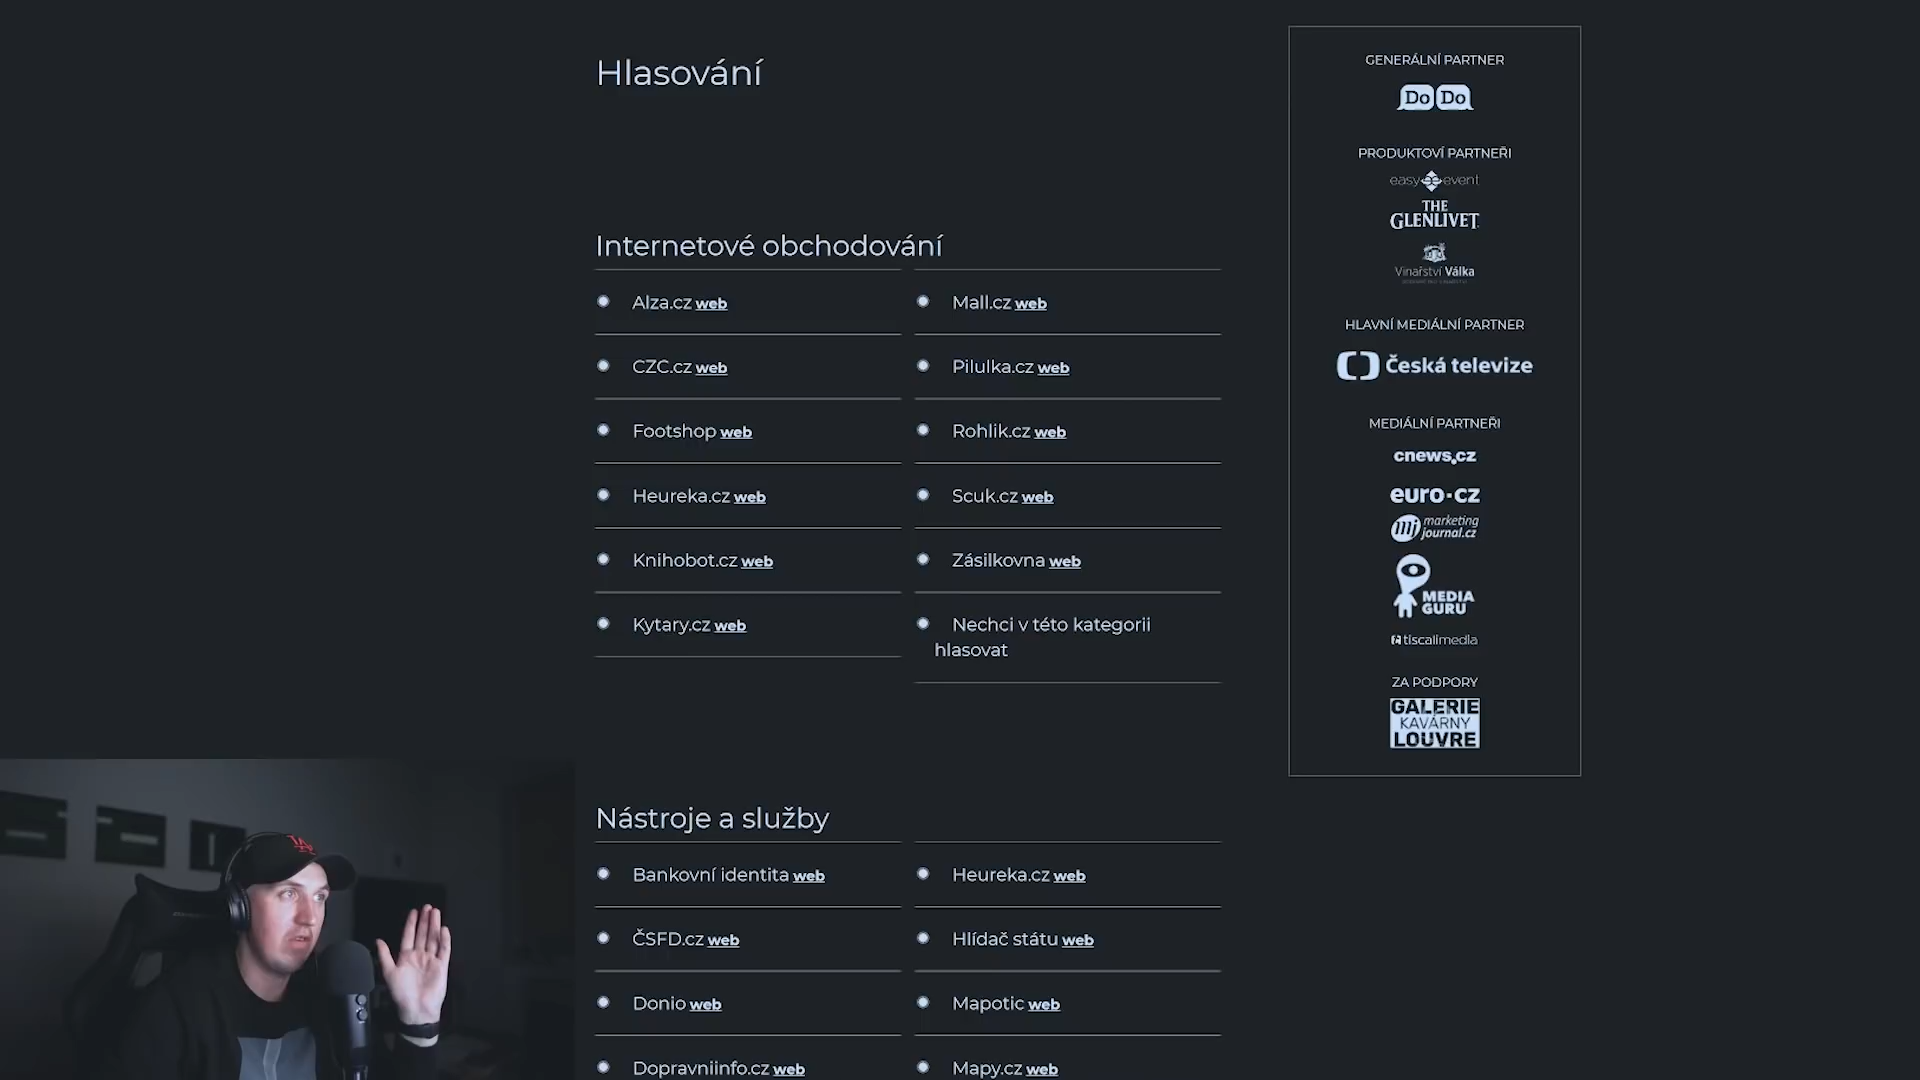 Hlasování
Internetové obchodování
Alza.cz web
CZC.cz web
Footshop web
Heureka.cz web
Knihobot.cz web
Kytary.cz web
Mall.cz web
Pilulka.cz web
Rohlik.cz web
Scuk.cz web
Zásilkovna web
Nechci v této kategorii
hlasovat
Nástroje a služby
Bankovní identita web
ČSFD.cz web
Donio web
Dopravniinfo.cz web
Heureka.cz web
Hlídač státu web
Mapotic web
Mapy.cz web
GENERÁLNÍ PARTNER
Do Do
PRODUKTOVÍ PARTNEŘI
easy event
THE
GLENLIVET
Vinařství Válka
HLAVNÍ MEDIÁLNÍ PARTNER
Česká televize
MEDIÁLNÍ PARTNEŘI
cnews.cz
euro·cz
mj marketing
journal.cz
MEDIA
GURU
tiscalimedia
ZA PODPORY
GALERIE
KAVÁRNY
LOUVRE
LA